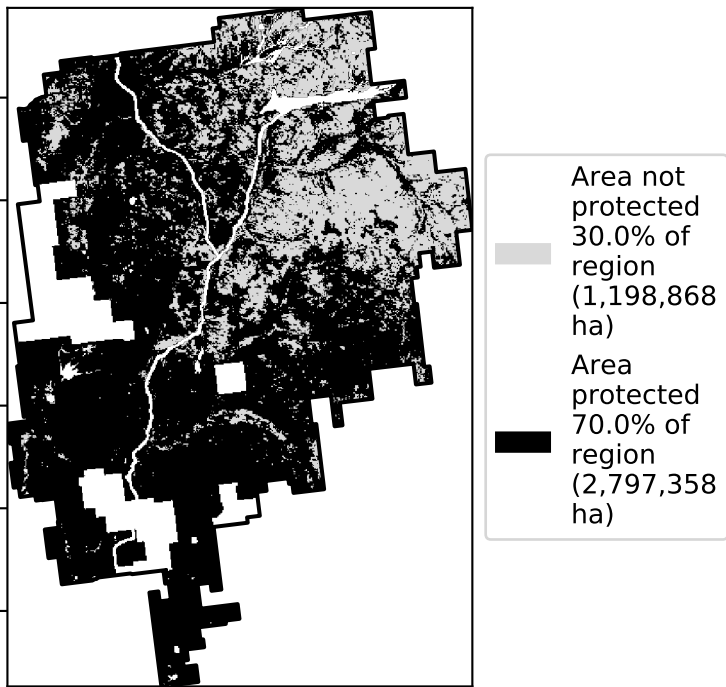 Area not
protected
30.0% of
region
(1,198,868
ha)
Area
protected
70.0% of
region
(2,797,358
ha)